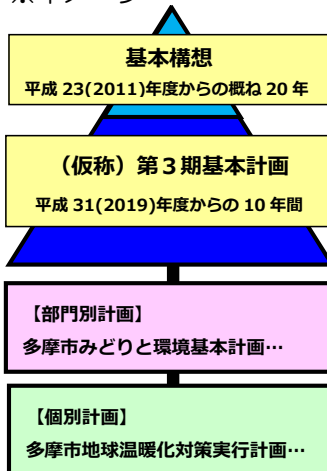 基本構想
平成 23(2011)年度からの概ね 20 年
（仮称）第３期基本計画
平成 31(2019)年度からの 10 年間
【部門別計画】
多摩市みどりと環境基本計画…
【個別計画】
多摩市地球温暖化対策実行計画…